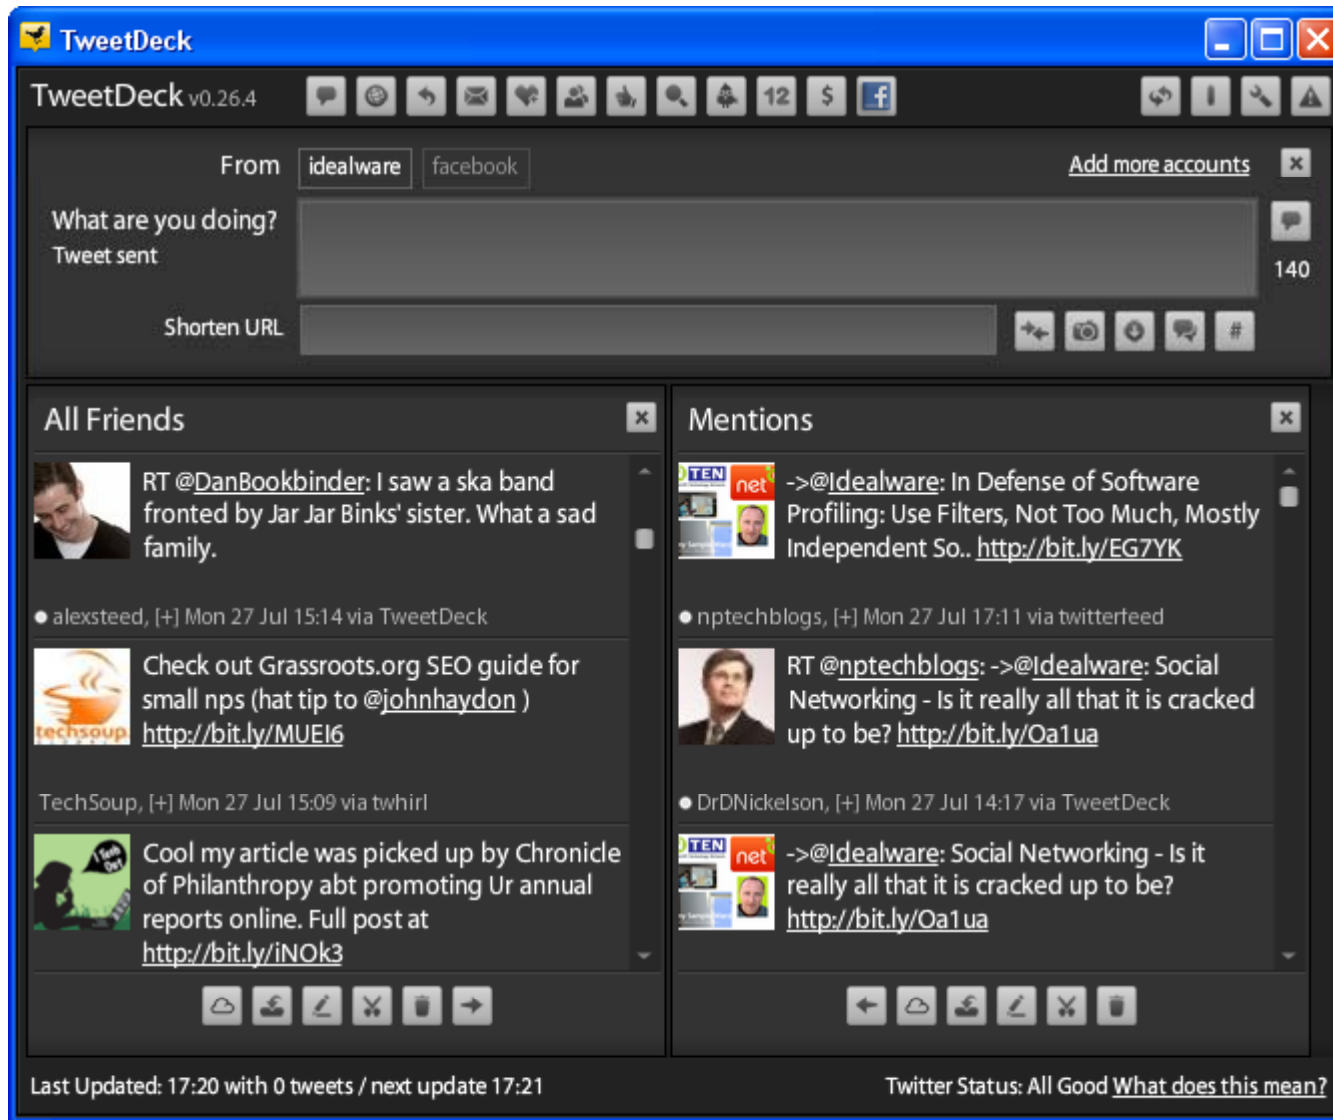 TweetDeck
TweetDeck v0.26.4
12
$
f
From
idealware
facebook
Add more accounts
What are you doing?
Tweet sent
140
Shorten URL
#
All Friends
RT @DanBookbinder: I saw a ska band
fronted by Jar Jar Binks' sister. What a sad
family.
alexsteed, [+] Mon 27 Jul 15:14 via TweetDeck
techsoup
Check out Grassroots.org SEO guide for
small nps (hat tip to @johnhaydon )
http://bit.ly/MUEI6
TechSoup, [+] Mon 27 Jul 15:09 via twhirl
Cool my article was picked up by Chronicle
of Philanthropy abt promoting Ur annual
reports online. Full post at
http://bit.ly/iNOk3
Mentions
TEN
net
->@Idealware: In Defense of Software
Profiling: Use Filters, Not Too Much, Mostly
Independent So.. http://bit.ly/EG7YK
nptechblogs, [+] Mon 27 Jul 17:11 via twitterfeed
RT @nptechblogs: ->@Idealware: Social
Networking - Is it really all that it is cracked
up to be? http://bit.ly/Oa1ua
DrDNickelson, [+] Mon 27 Jul 14:17 via TweetDeck
TEN
net
->@Idealware: Social Networking - Is it
really all that it is cracked up to be?
http://bit.ly/Oa1ua
Last Updated: 17:20 with 0 tweets / next update 17:21
Twitter Status: All Good What does this mean?